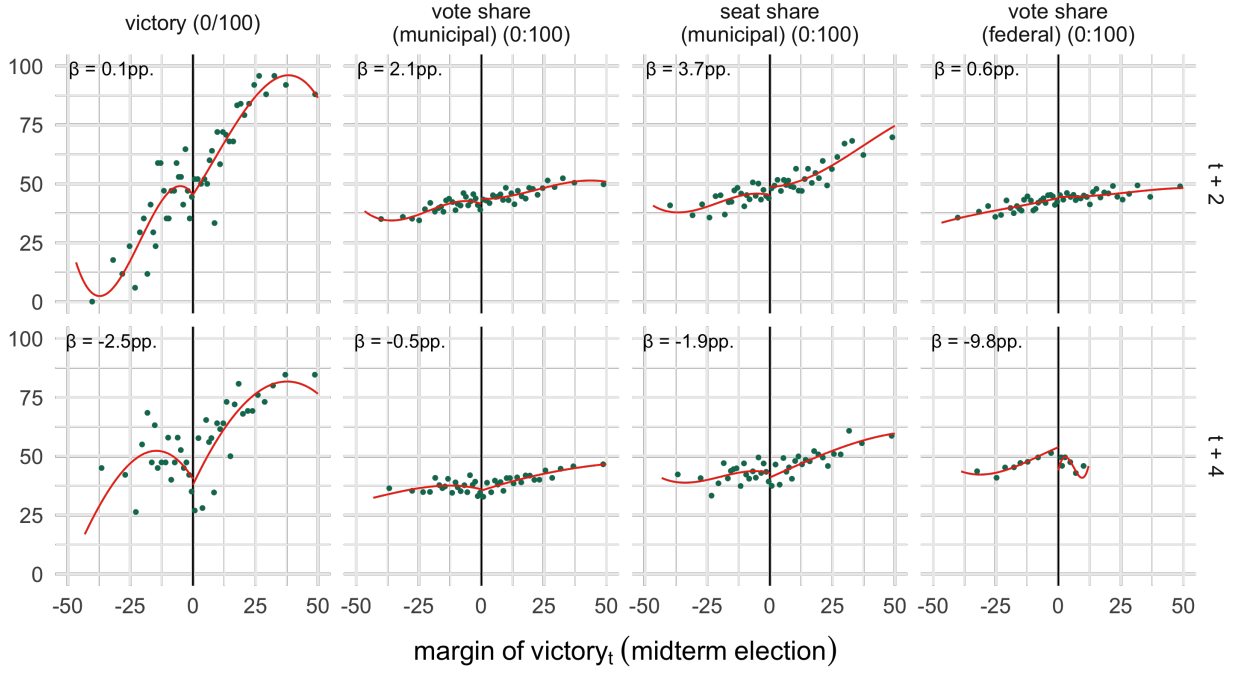 victory (0/100)
vote share
(municipal) (0:100)
seat share
(municipal) (0:100)
vote share
(federal) (0:100)
100
75
50
25
0
β = 0.1pp.
β = 2.1pp.
β = 3.7pp.
β = 0.6pp.
t + 2
100
75
50
25
0
β = -2.5pp.
β = -0.5pp.
β = -1.9pp.
β = -9.8pp.
t + 4
-50 -25 0 25 50
-50 -25 0 25 50
-50 -25 0 25 50
-50 -25 0 25 50
margin of victoryₜ (midterm election)